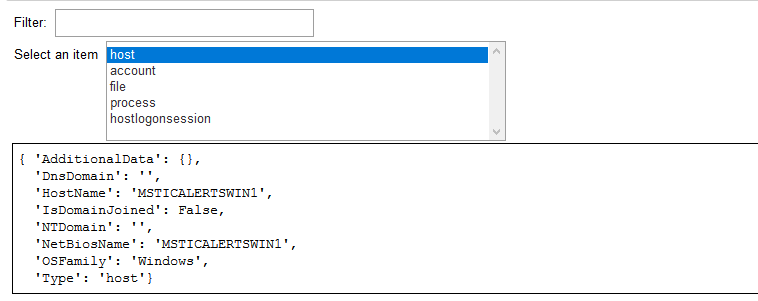 Filter:
Select an item
host
account
file
process
hostlogonsession
{ 'AdditionalData': {},
  'DnsDomain': '',
  'HostName': 'MSTICALERTSWIN1',
  'IsDomainJoined': False,
  'NTDomain': '',
  'NetBiosName': 'MSTICALERTSWIN1',
  'OSFamily': 'Windows',
  'Type': 'host'}